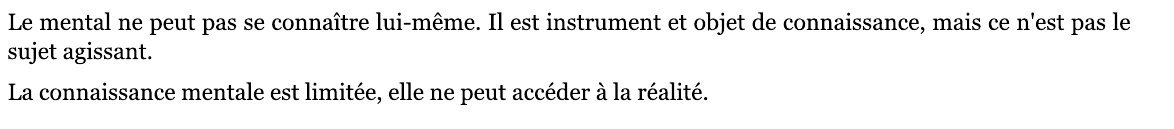 Le mental ne peut pas se connaître lui-même. Il est instrument et objet de connaissance, mais ce n'est pas le
sujet agissant.
La connaissance mentale est limitée, elle ne peut accéder à la réalité.